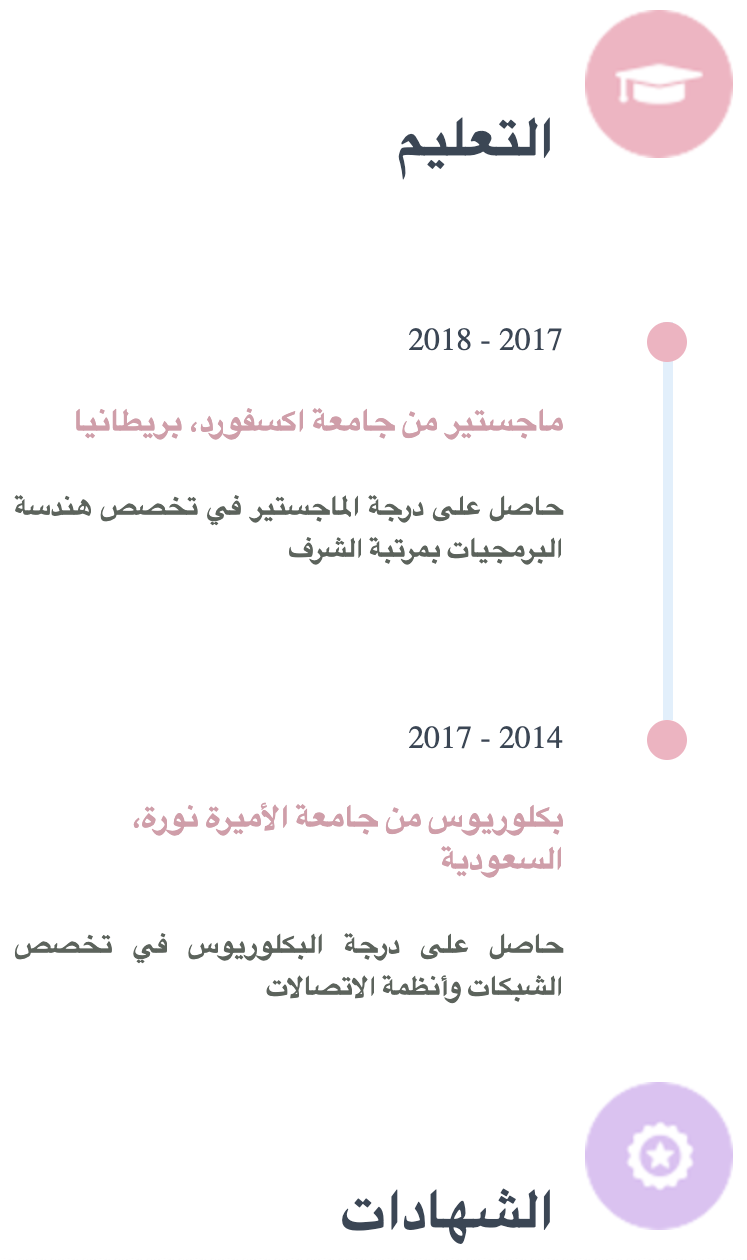 التعليم
2017 - 2018
ماجستير من جامعة اكسفورد، بريطانيا
حاصل على درجة الماجستير في تخصص هندسة
البرمجيات بمرتبة الشرف
2014 - 2017
بكلوريوس من جامعة الأميرة نورة،
السعودية
حاصل على درجة البكلوريوس في تخصص
الشبكات وأنظمة الاتصالات
الشهادات